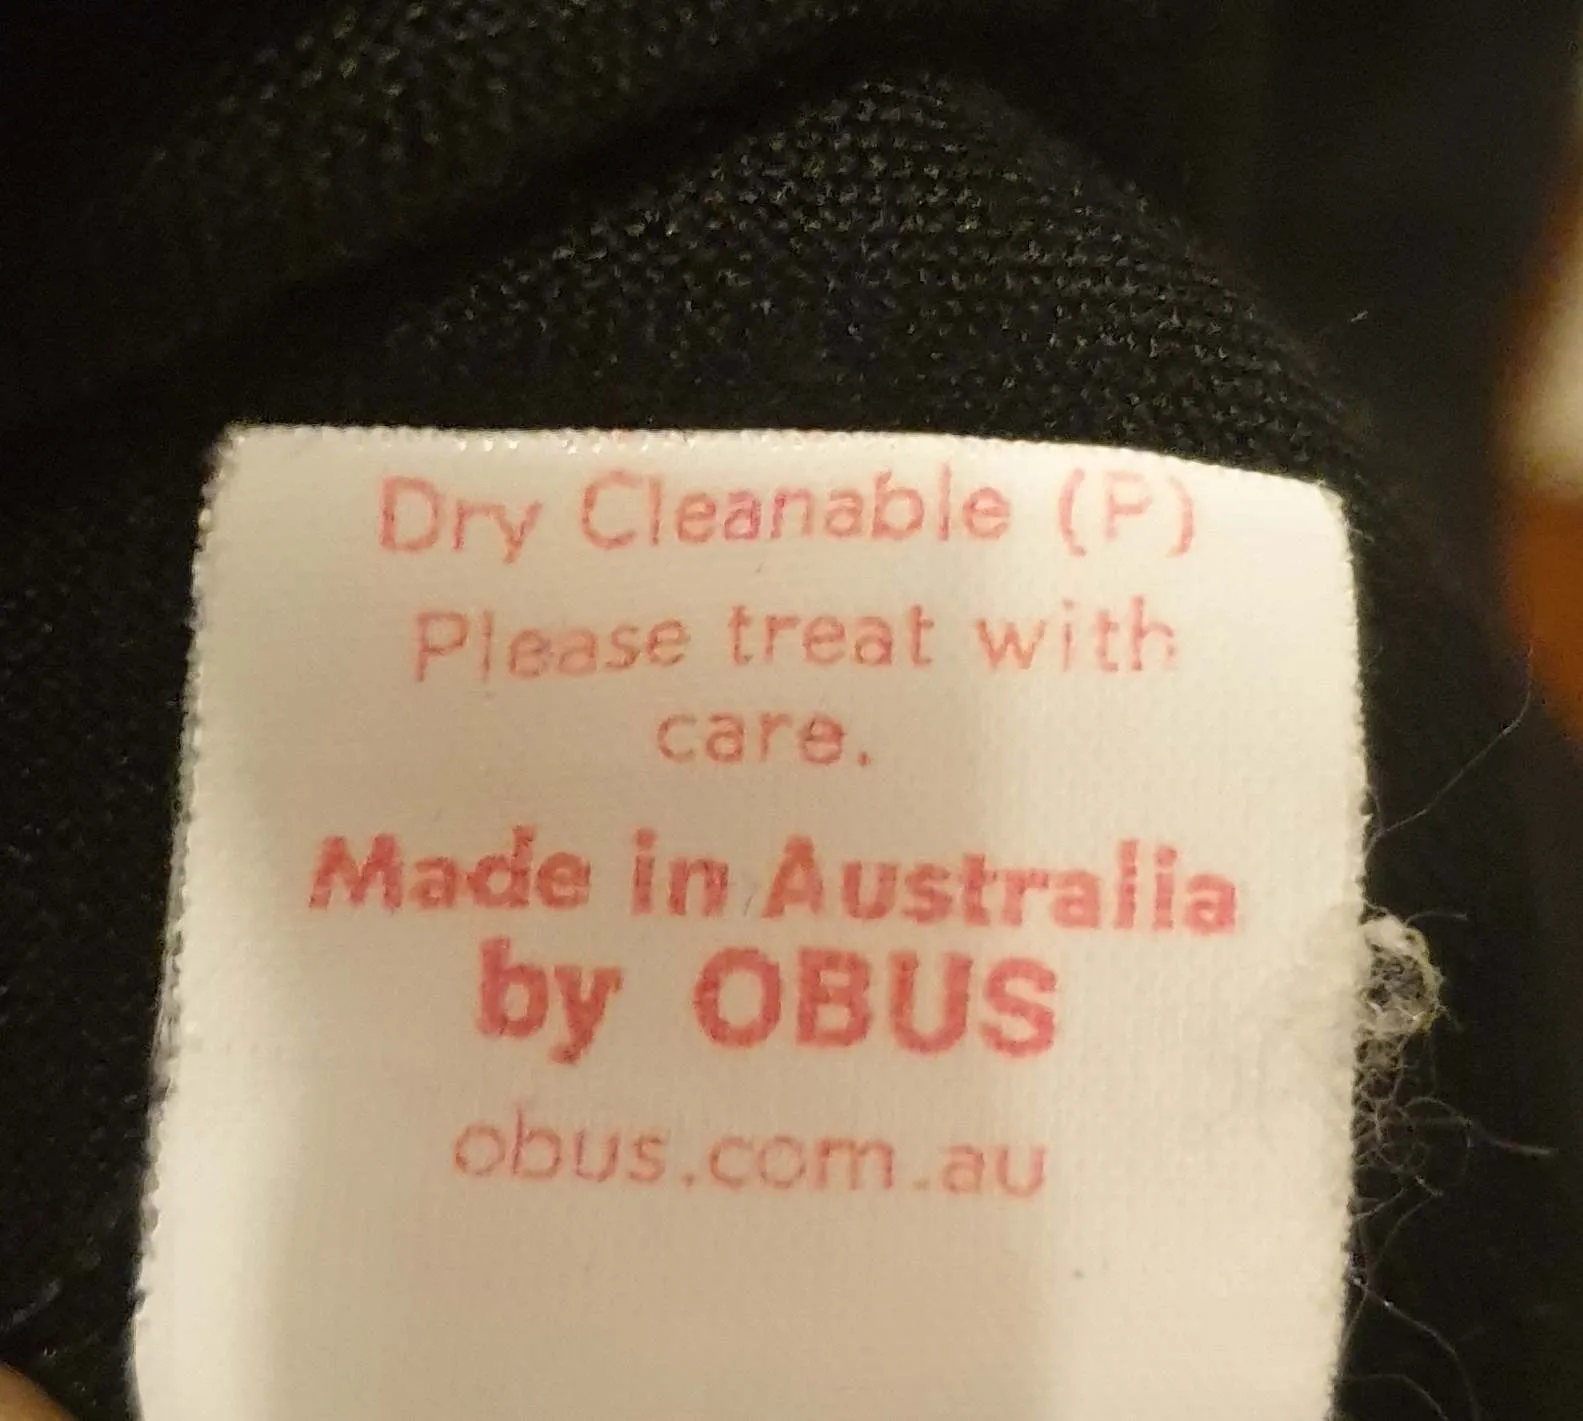 Dry Cleanable (P)
Please treat with
care.
Made in Australia
by OBUS
obus.com.au